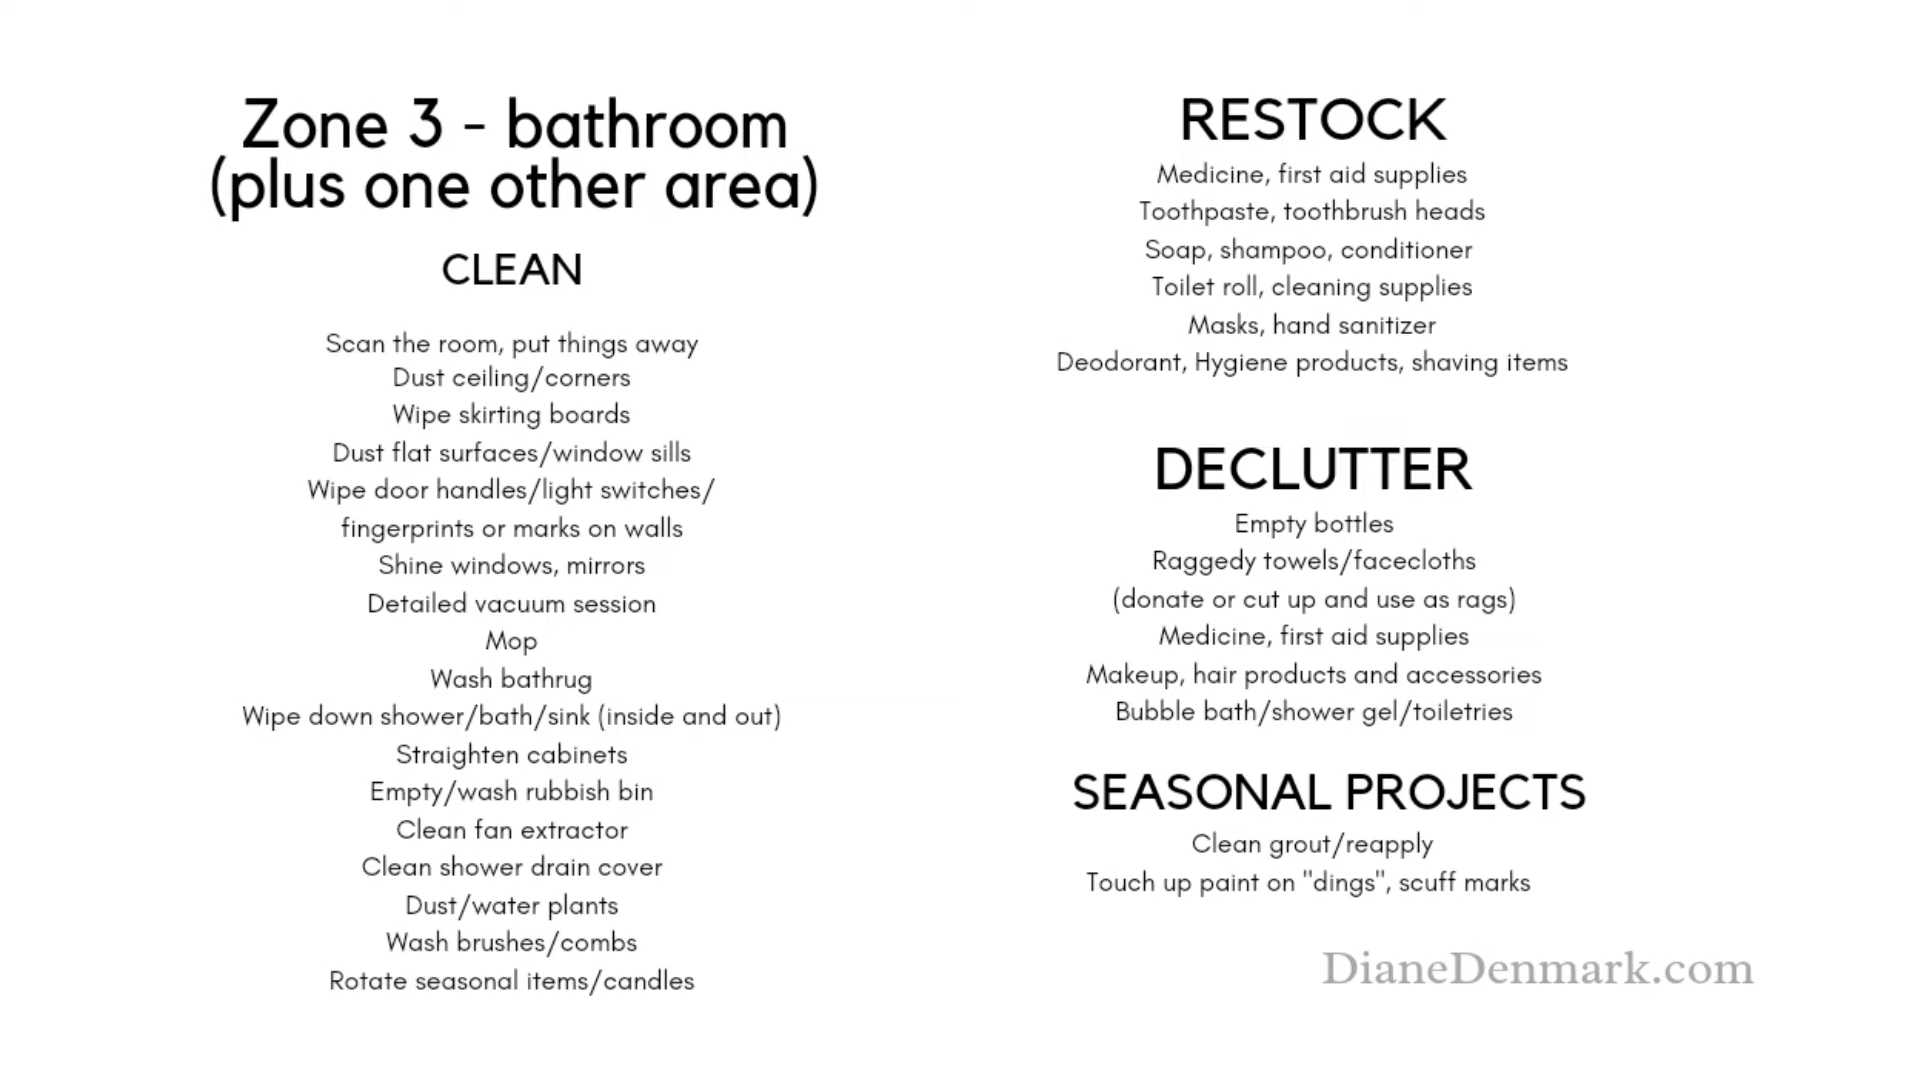 Zone 3 - bathroom
(plus one other area)
CLEAN
Scan the room, put things away
Dust ceiling/corners
Wipe skirting boards
Dust flat surfaces/window sills
Wipe door handles/light switches/
fingerprints or marks on walls
Shine windows, mirrors
Detailed vacuum session
Mop
Wash bathrug
Wipe down shower/bath/sink (inside and out)
Straighten cabinets
Empty/wash rubbish bin
Clean fan extractor
Clean shower drain cover
Dust/water plants
Wash brushes/combs
Rotate seasonal items/candles
RESTOCK
Medicine, first aid supplies
Toothpaste, toothbrush heads
Soap, shampoo, conditioner
Toilet roll, cleaning supplies
Masks, hand sanitizer
Deodorant, Hygiene products, shaving items
DECLUTTER
Empty bottles
Raggedy towels/facecloths
(donate or cut up and use as rags)
Medicine, first aid supplies
Makeup, hair products and accessories
Bubble bath/shower gel/toiletries
SEASONAL PROJECTS
Clean grout/reapply
Touch up paint on "dings", scuff marks
DianeDenmark.com